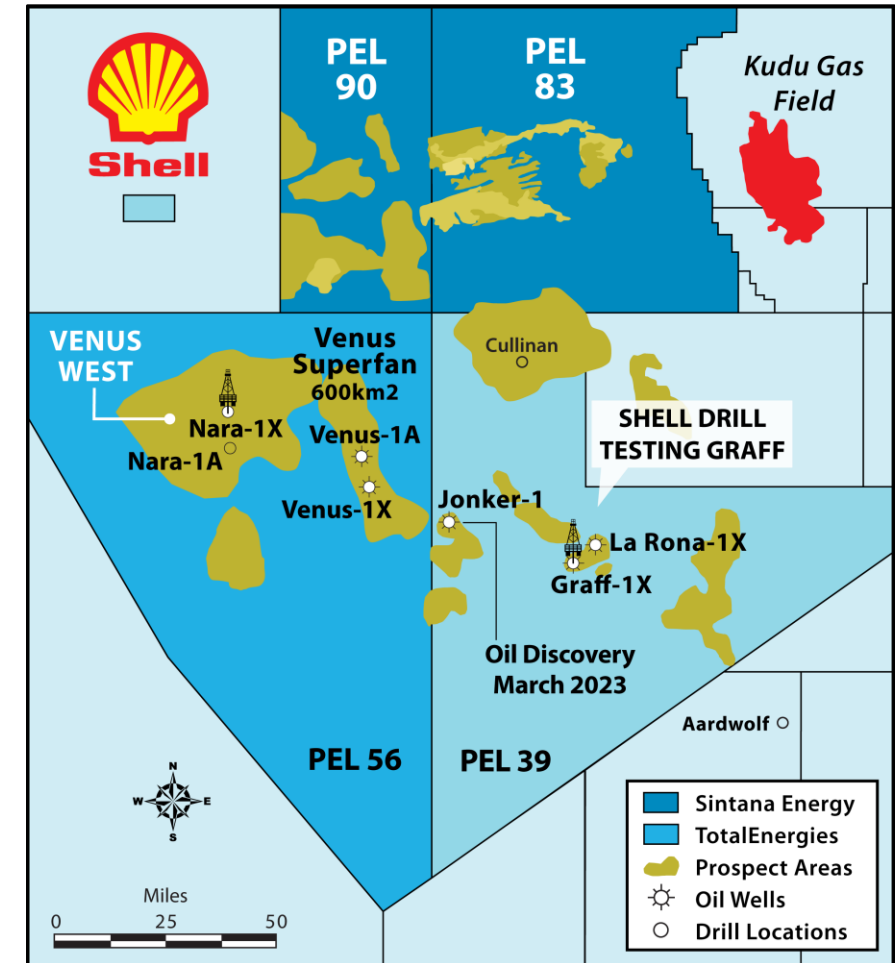 Shell
PEL
90
PEL
83
Kudu Gas
Field
VENUS
WEST
Venus
Superfan
600km2
Cullinan
Nara-1X
Nara-1A
Venus-1A
Venus-1X
SHELL DRILL
TESTING GRAFF
Jonker-1
La Rona-1X
Graff-1X
Oil Discovery
March 2023
Aardwolf
PEL 56
PEL 39
N
W
E
S
Miles
0
25
50
Sintana Energy
TotalEnergies
Prospect Areas
Oil Wells
Drill Locations